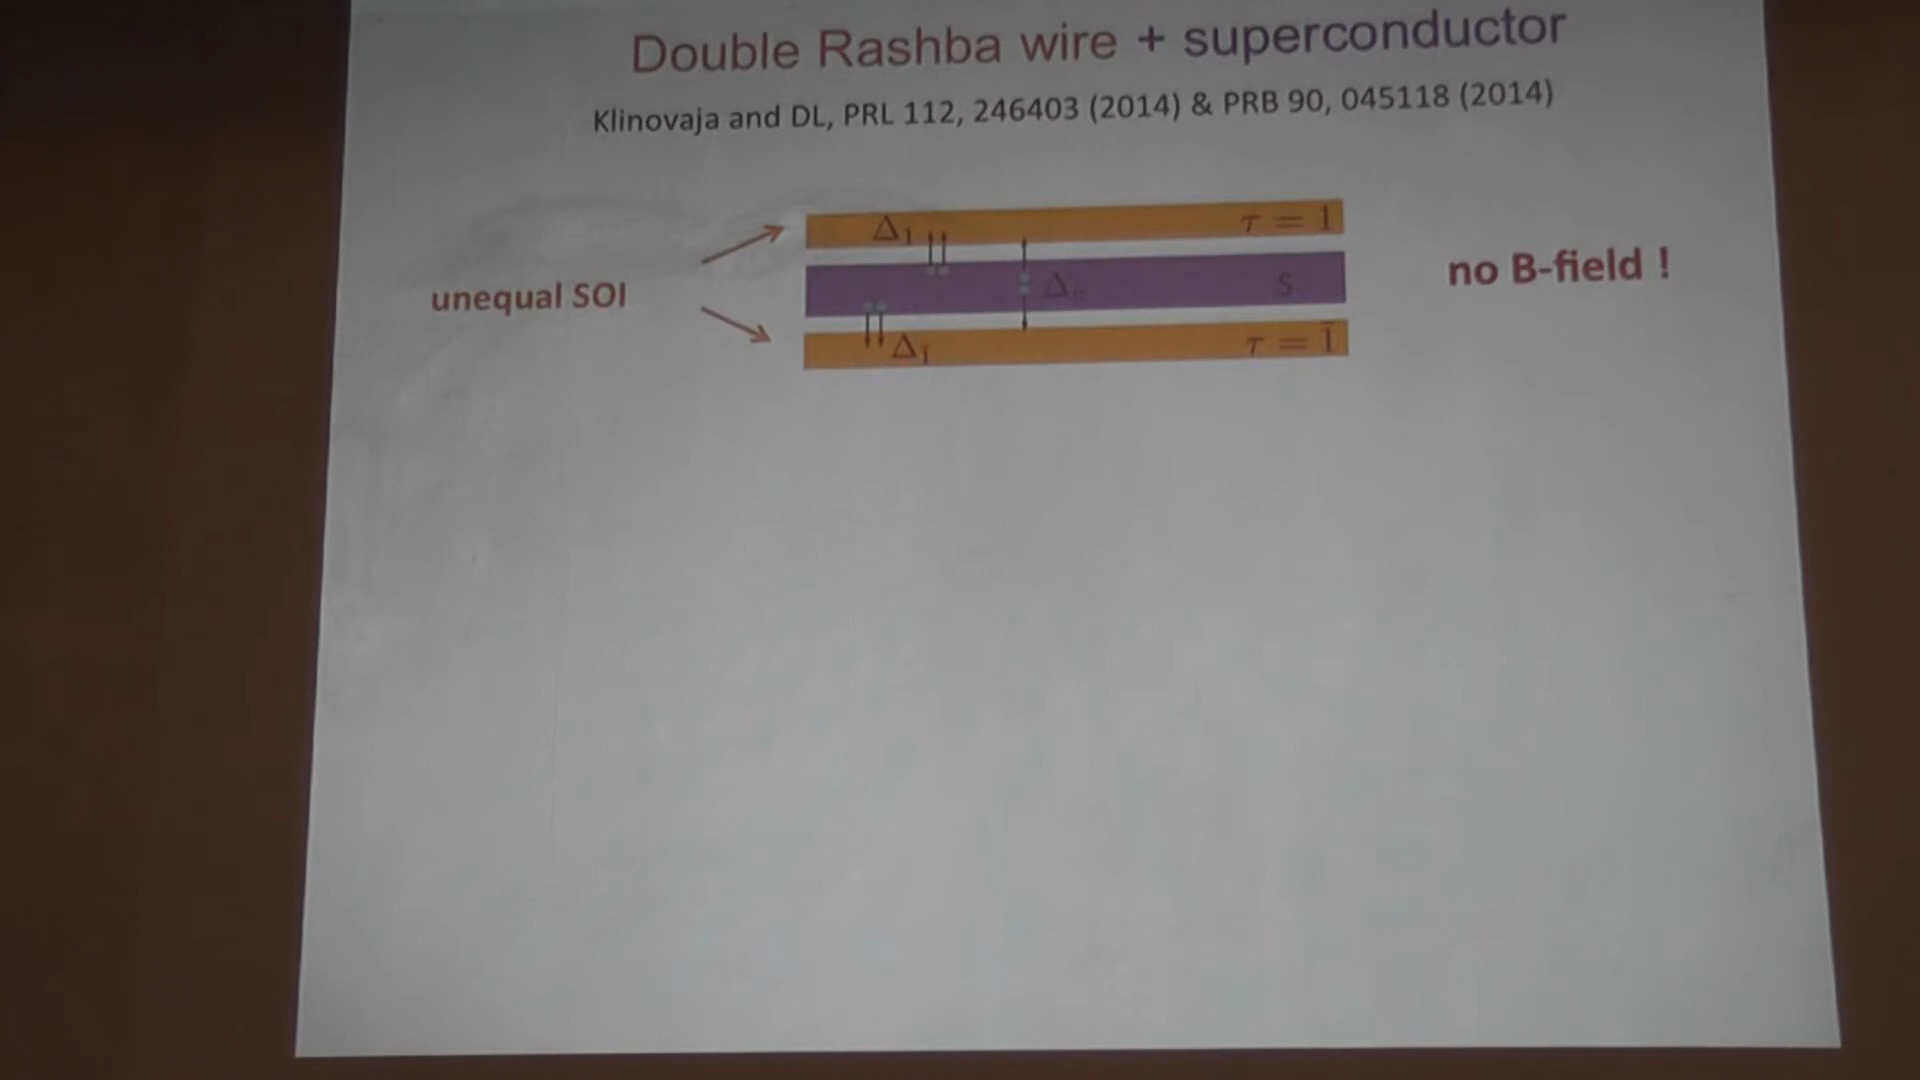 Double Rashba wire + superconductor
Klinovaja and DL, PRL 112, 246403 (2014) & PRB 90, 045118 (2014)
Δ₁ τ = 1
unequal SOI
Δ S
no B-field !
Δ_1̄ τ = 1̄